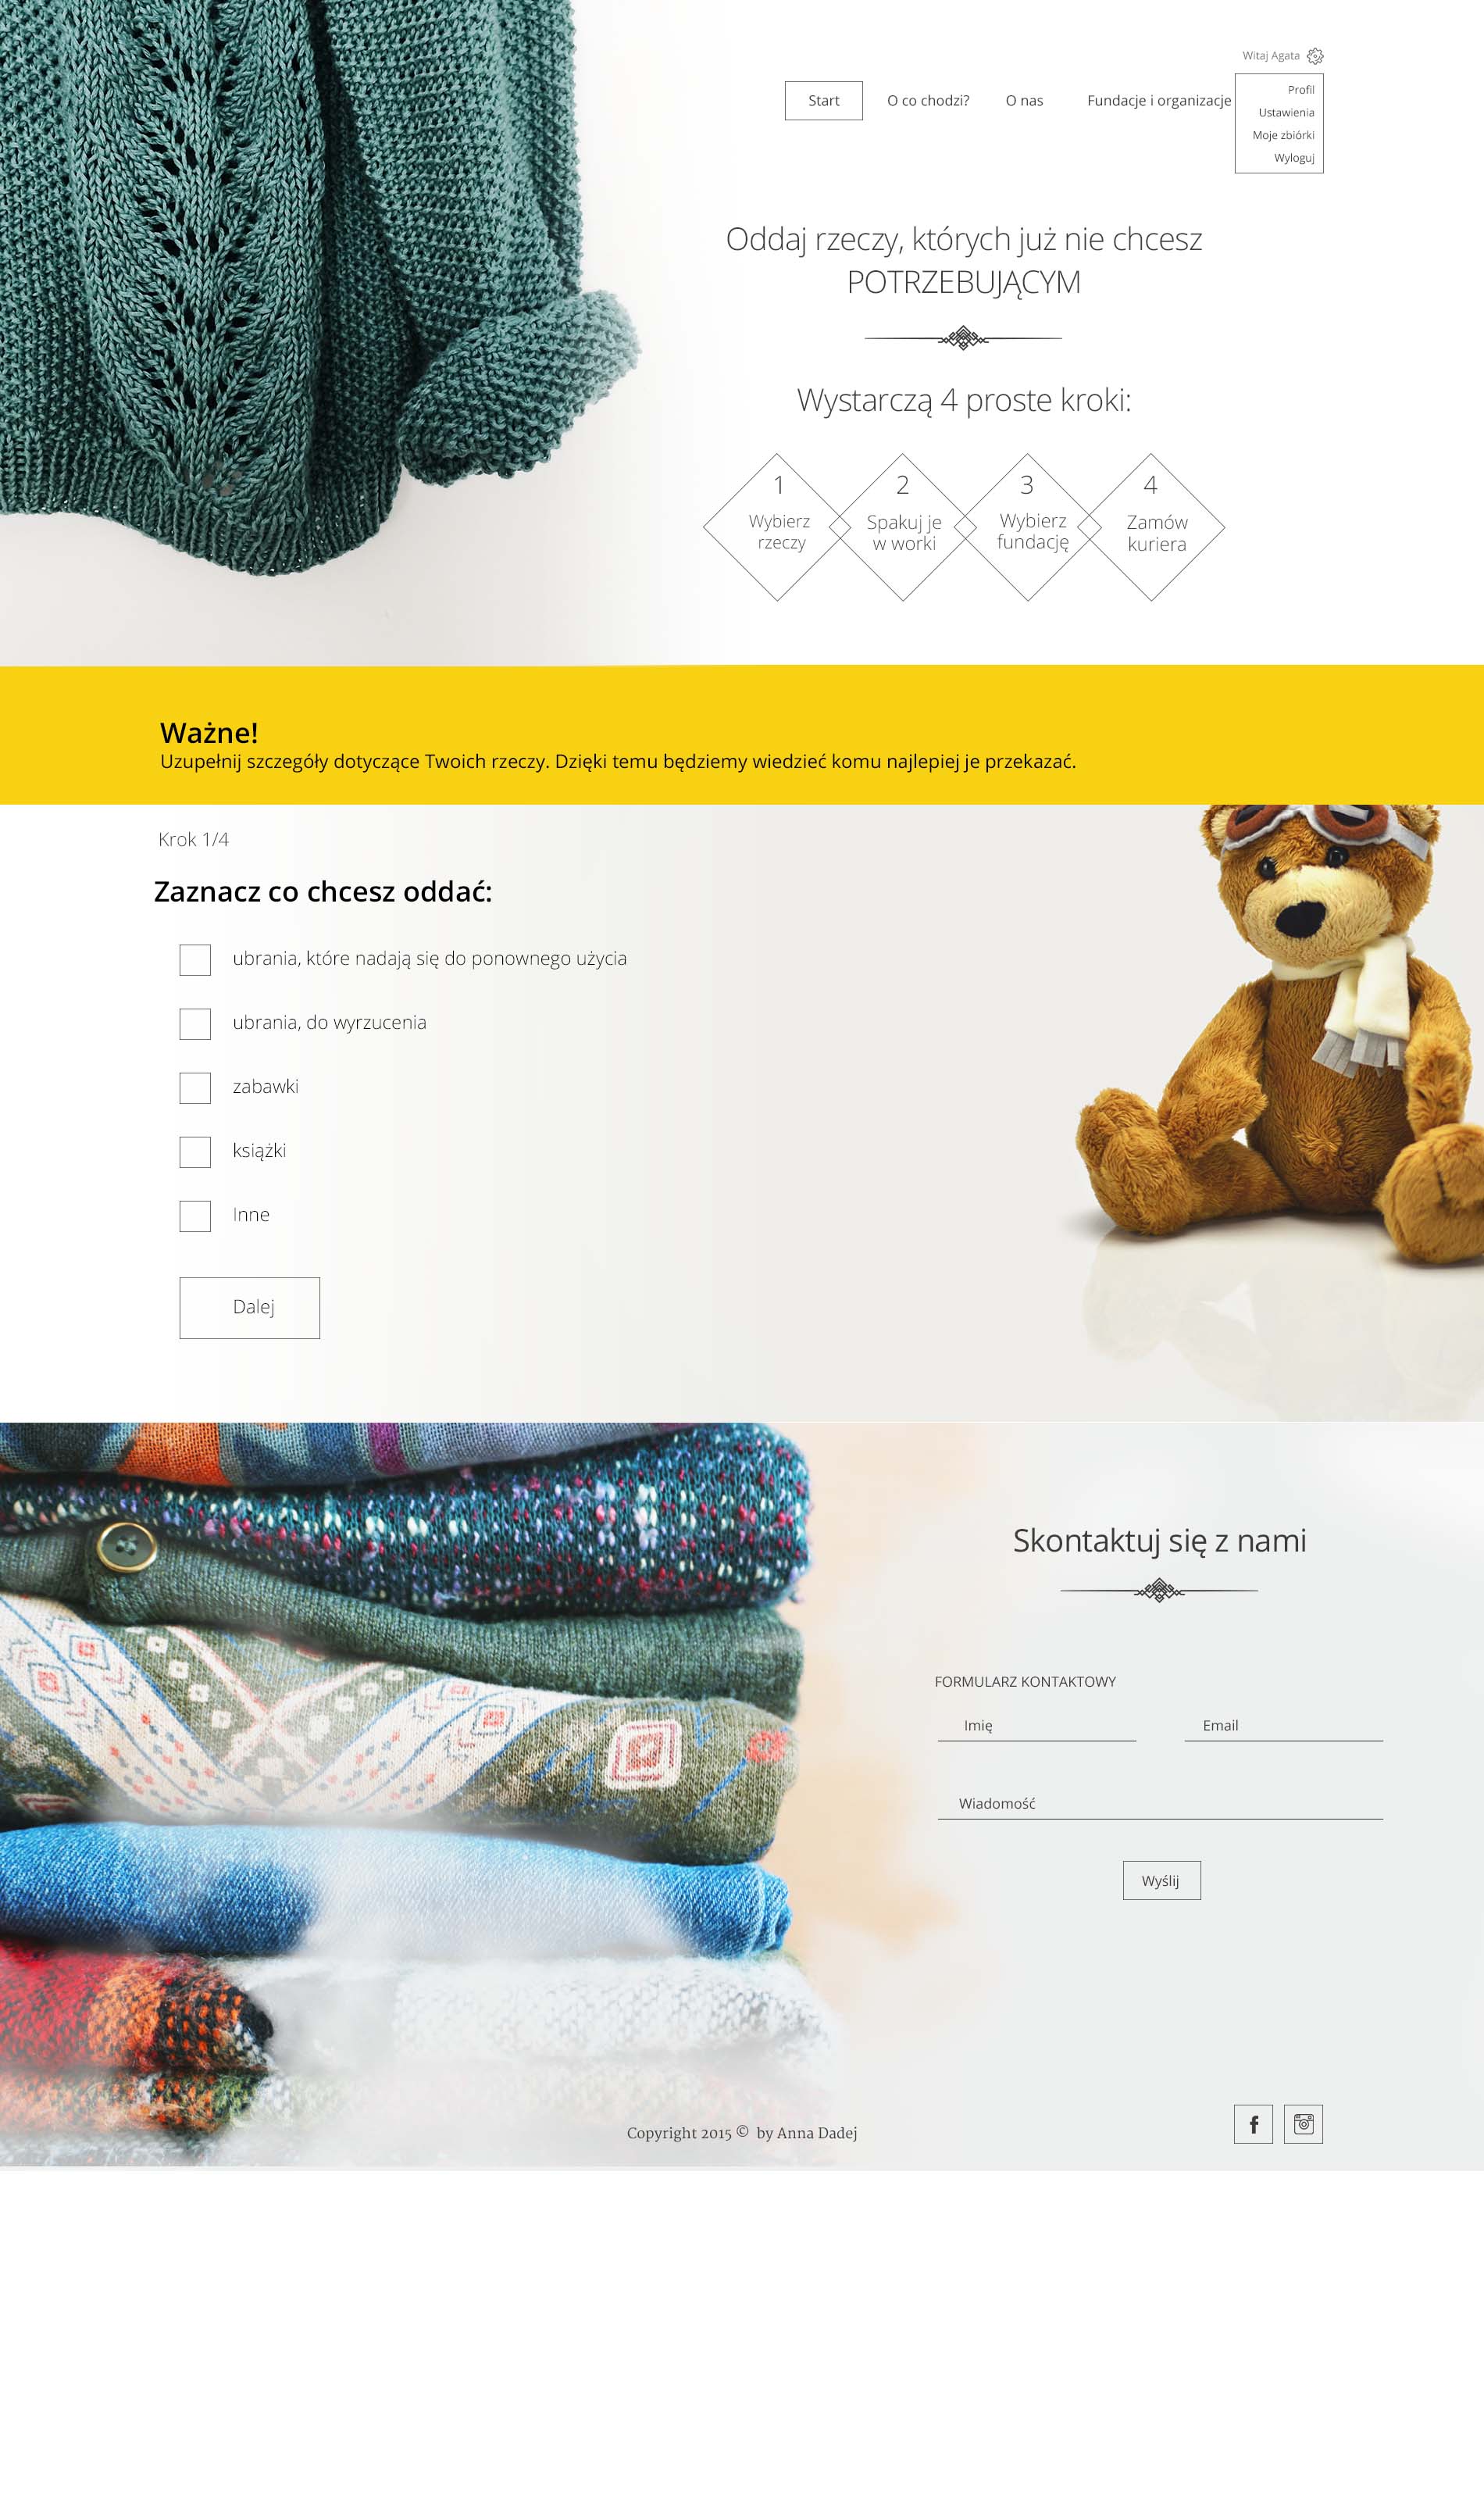 Witaj Agata
Start
O co chodzi?
O nas
Fundacje i organizacje
Profil
Ustawienia
Moje zbiórki
Wyloguj
Oddaj rzeczy, których już nie chcesz
POTRZEBUJĄCYM
Wystarczą 4 proste kroki:
1
Wybierz
rzeczy
2
Spakuj je
w worki
3
Wybierz
fundację
4
Zamów
kuriera
Ważne!
Uzupełnij szczegóły dotyczące Twoich rzeczy. Dzięki temu będziemy wiedzieć komu najlepiej je przekazać.
Krok 1/4
Zaznacz co chcesz oddać:
ubrania, które nadają się do ponownego użycia
ubrania, do wyrzucenia
zabawki
książki
Inne
Dalej
Skontaktuj się z nami
FORMULARZ KONTAKTOWY
Imię
Email
Wiadomość
Wyślij
Copyright 2015 © by Anna Dadej
f